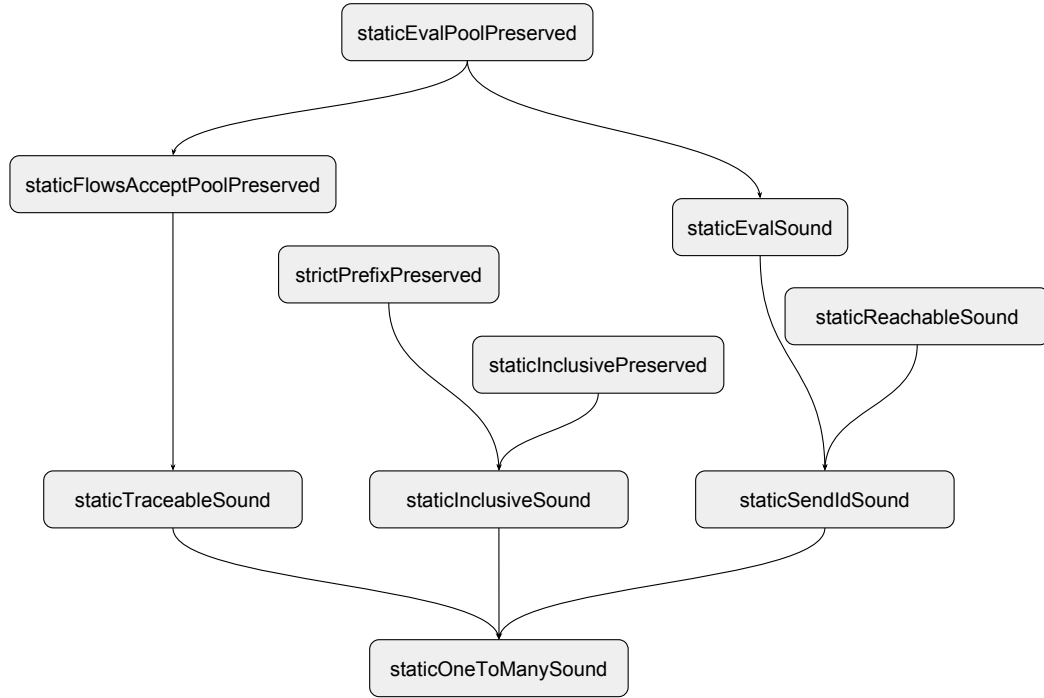 staticEvalPoolPreserved
staticFlowsAcceptPoolPreserved
staticEvalSound
strictPrefixPreserved
staticReachableSound
staticInclusivePreserved
staticTraceableSound
staticInclusiveSound
staticSendIdSound
staticOneToManySound